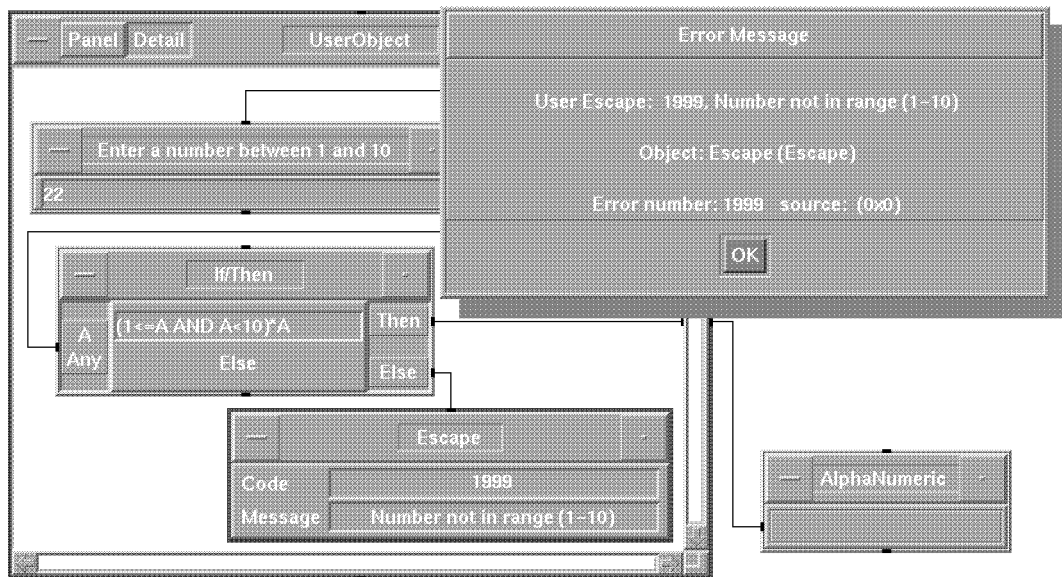 Panel Detail UserObject
Error Message
User Escape: 1999, Number not in range (1-10)
Object: Escape (Escape)
Error number: 1999 source: (0x0)
OK
Enter a number between 1 and 10
22
If/Then
A
Any
(1<=A AND A<10)*A
Then
Else
Else
Escape
Code 1999
Message Number not in range (1-10)
AlphaNumeric